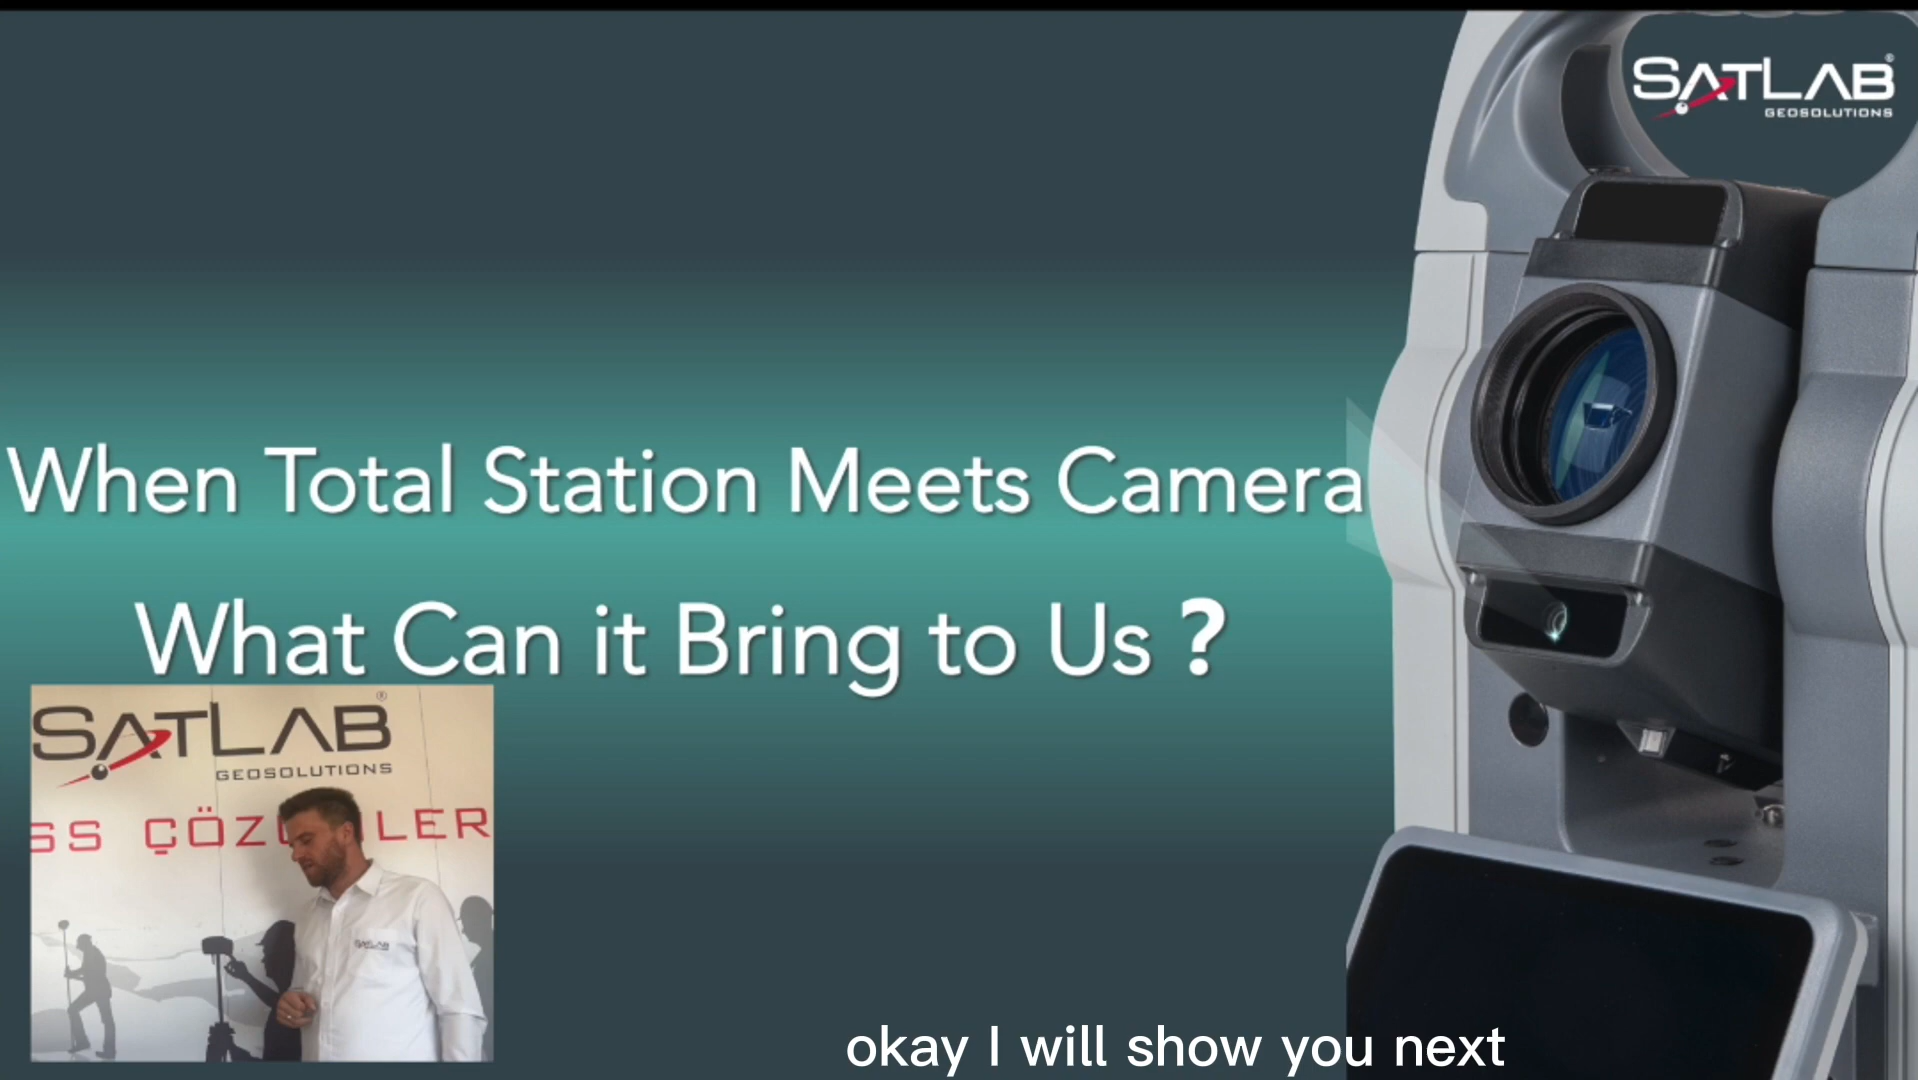 SATLAB
GEOSOLUTIONS
When Total Station Meets Camera
What Can it Bring to Us ?
SATLAB
GEOSOLUTIONS
SATLAB
okay I will show you next